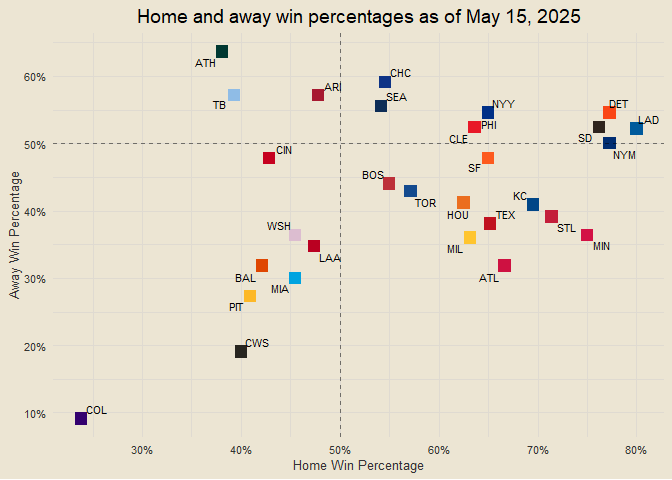 Home and away win percentages as of May 15, 2025
Away Win Percentage
60%
50%
40%
30%
20%
10%
ATH
CHC
TB
ARI
SEA
NYY
DET
LAD
CLE
PHI
SD
NYM
CIN
SF
BOS
TOR
HOU
TEX
KC
STL
MIN
WSH
LAA
MIL
BAL
MIA
ATL
PIT
CWS
COL
30%
40%
50%
60%
70%
80%
Home Win Percentage